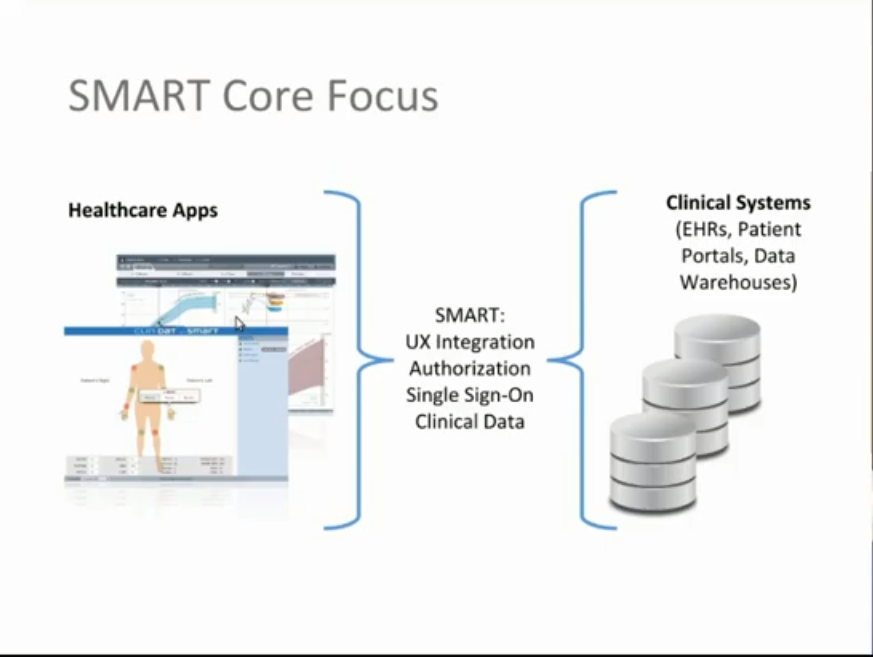 SMART Core Focus
Healthcare Apps
SMART:
UX Integration
Authorization
Single Sign-On
Clinical Data
Clinical Systems
(EHRs, Patient
Portals, Data
Warehouses)